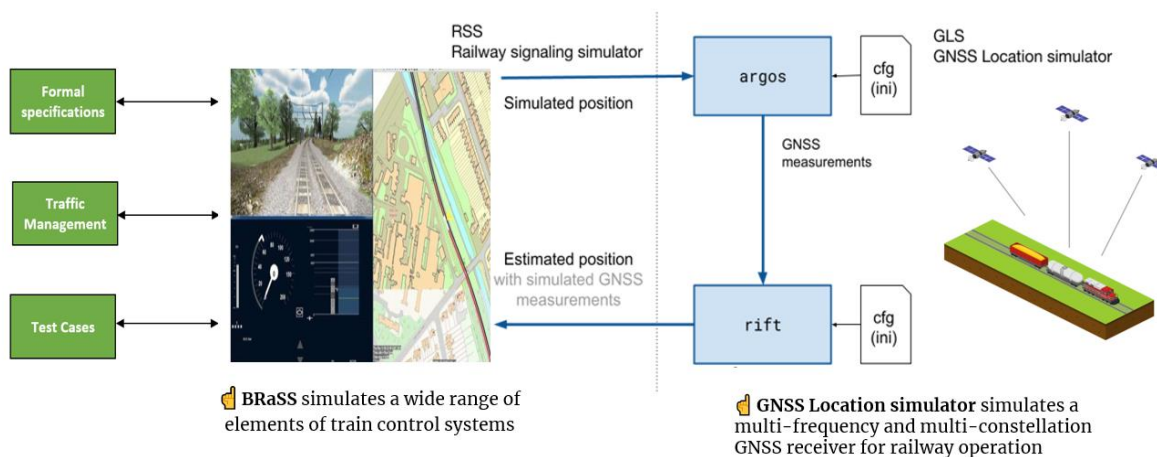 Formal
specifications
Traffic
Management
Test Cases
RSS
Railway signaling simulator
Simulated position
Estimated position
with simulated GNSS
measurements
argos
cfg
(ini)
GNSS
measurements
rift
cfg
(ini)
GLS
GNSS Location simulator
☝ BRaSS simulates a wide range of
elements of train control systems
☝ GNSS Location simulator simulates a
multi-frequency and multi-constellation
GNSS receiver for railway operation